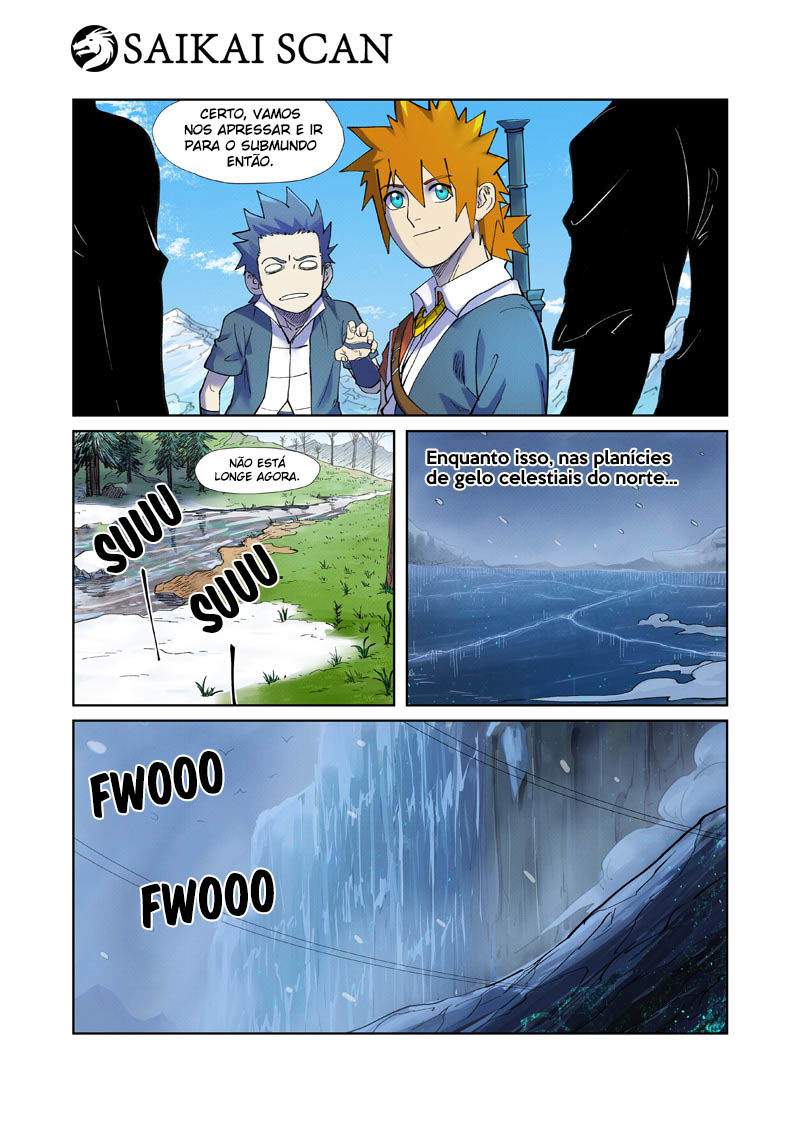 SAIKAI SCAN
CERTO, VAMOS
NOS APRESSAR E IR
PARA O SUBMUNDO
ENTÃO.
NÃO ESTÁ
LONGE AGORA.
SUUU
SUUU.
Enquanto isso, nas planícies
de gelo celestiais do norte...
FWOOO
FWOOO